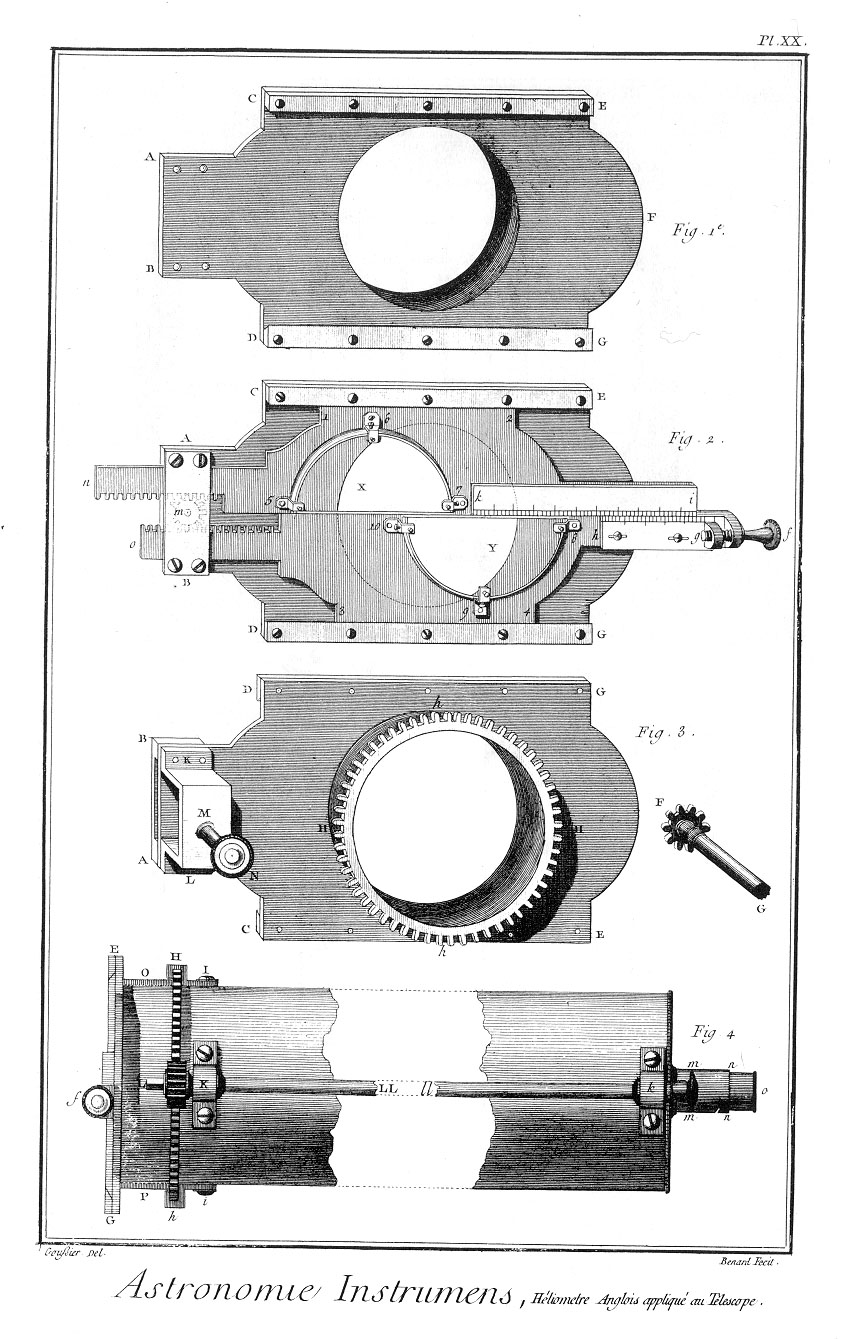 Pl. XX.
C E
A
F Fig. 1e.
B
D G
C 1 6 2 E
Fig. 2.
A
n X 5 7 k i
m
o 10 Y 8 h g f
B
3 9 4
D G
D h G
Fig. 3.
B K
M H H F
A L N
C E G
h
E O H I
Fig 4
K LL ll k m n o
f m n
G P h i
Goussier Del.
Benard Fecit.
Astronomie Instrumens, Héliometre Anglois appliqué au Télescope.